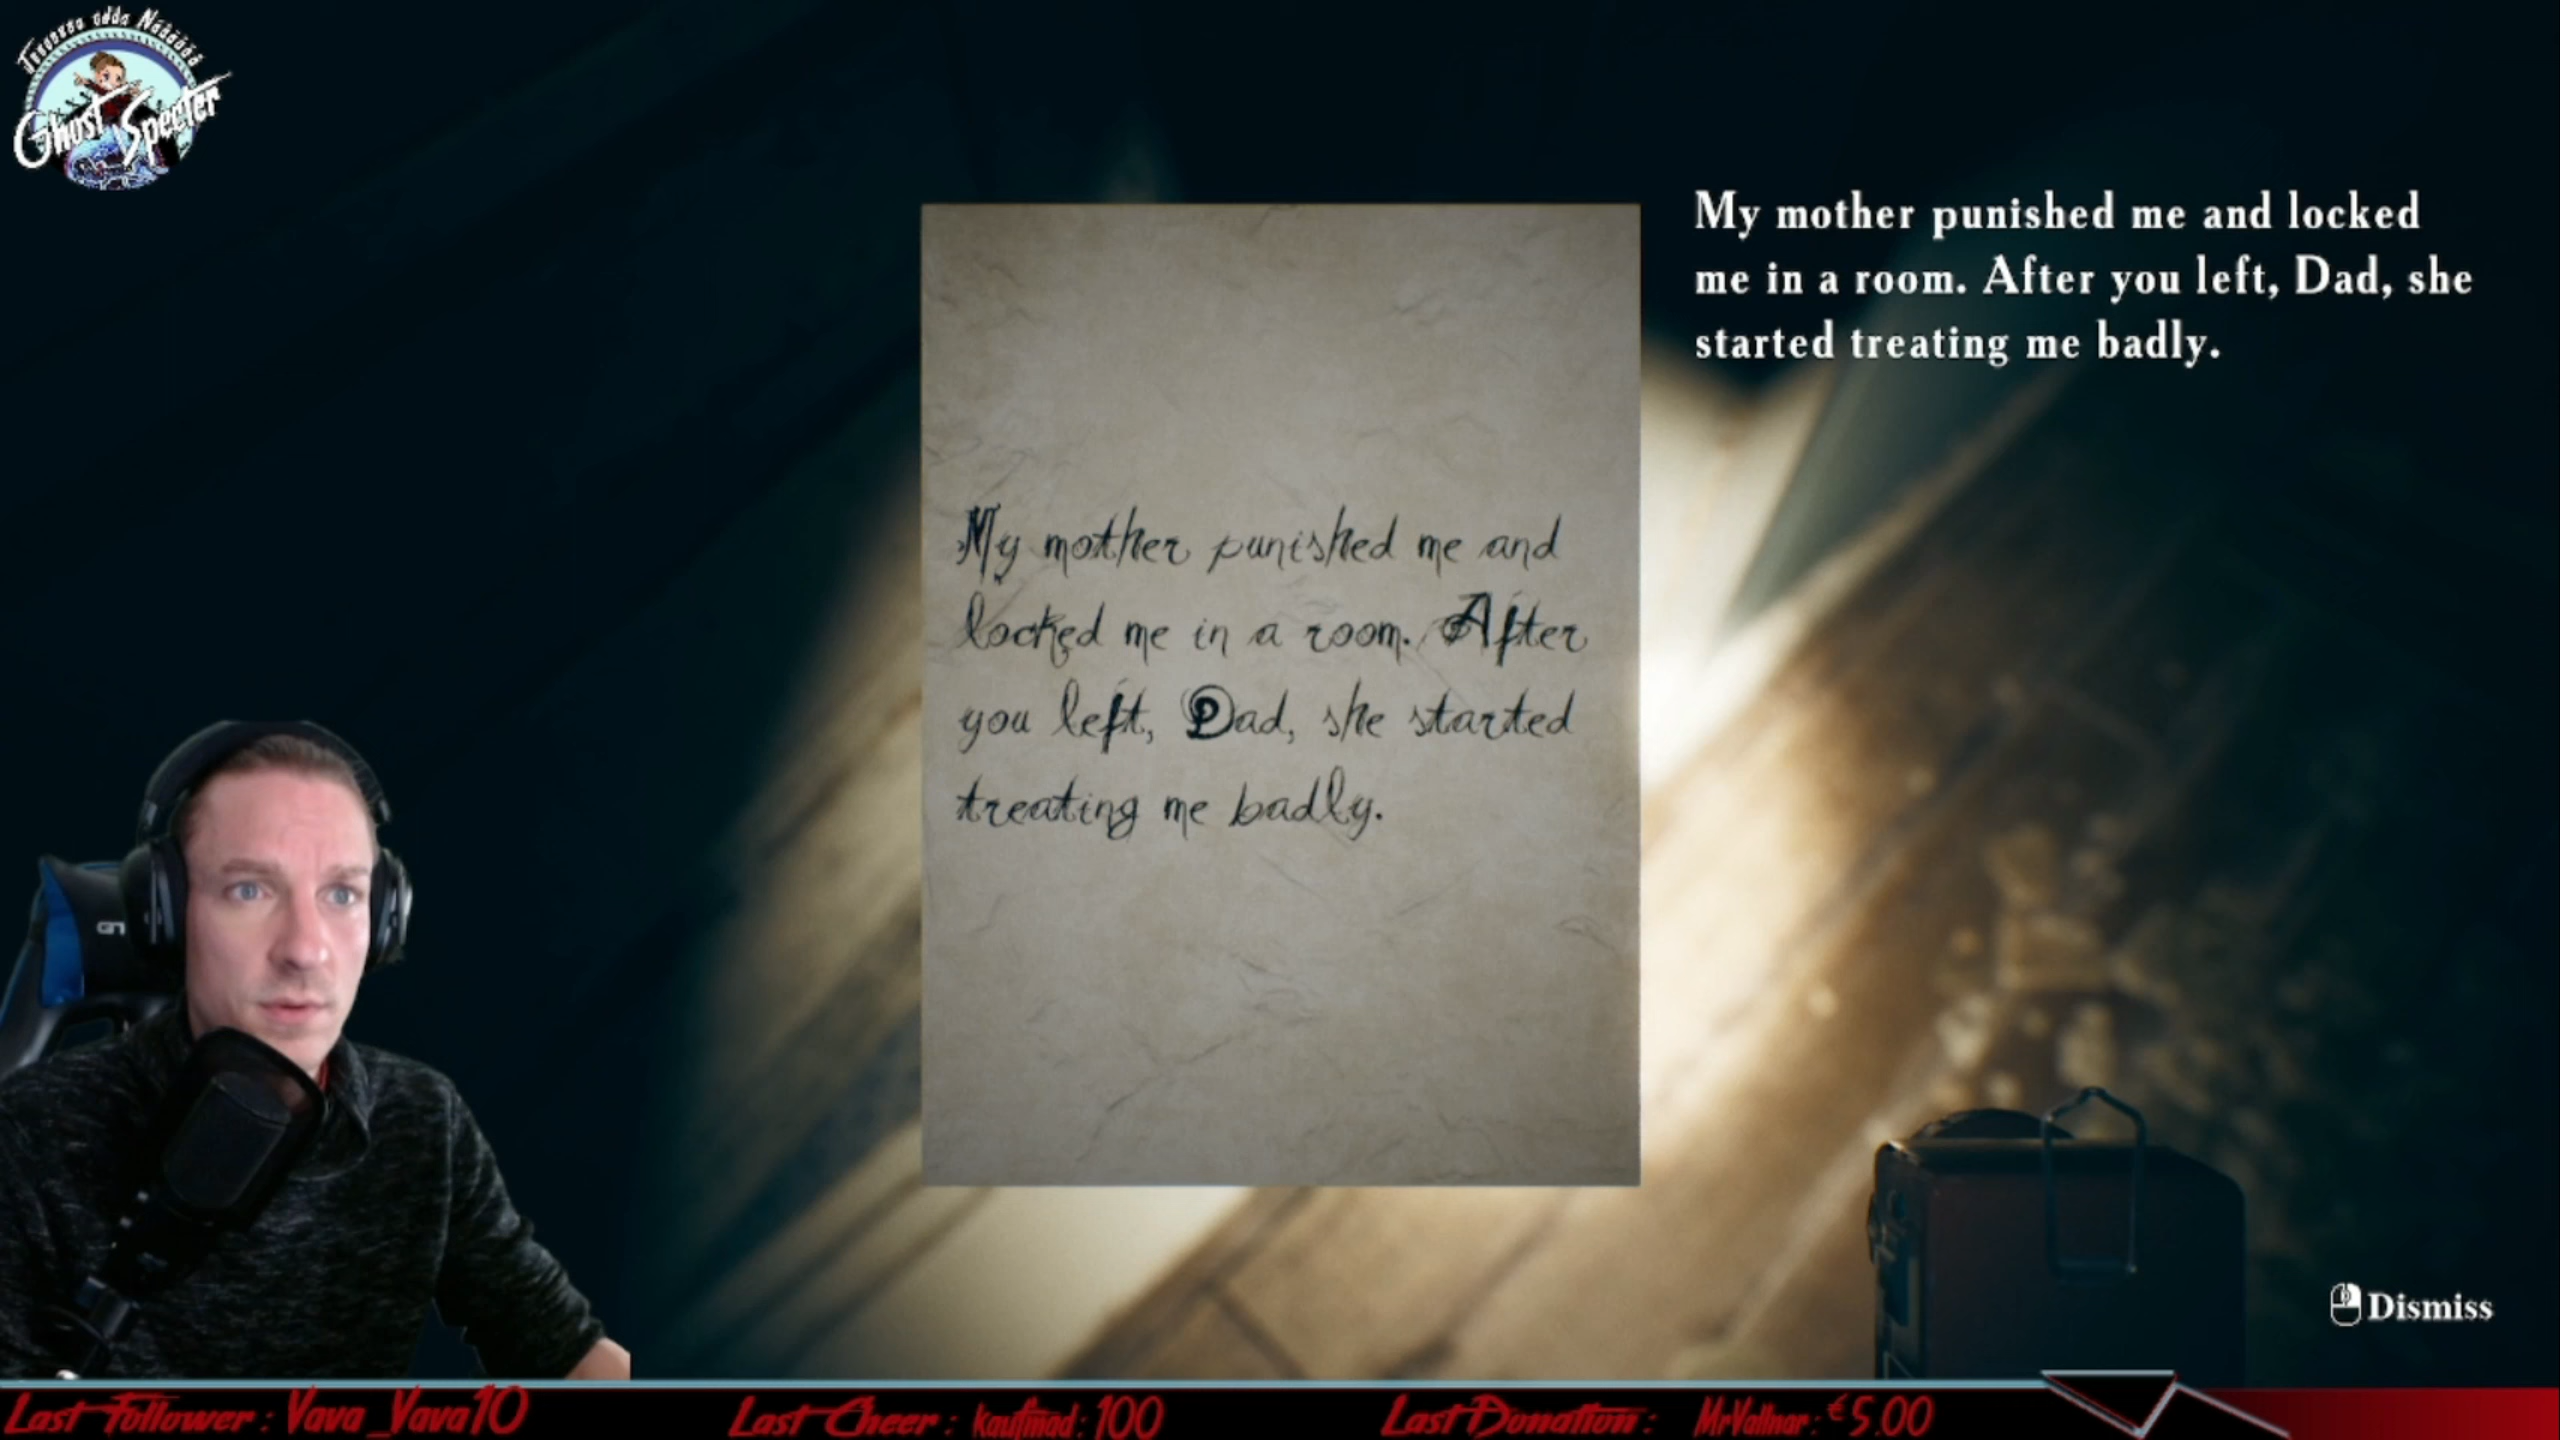 Ghost Specter
My mother punished me and locked
me in a room. After you left, Dad, she
started treating me badly.
My mother punished me and
locked me in a room. After
you left, Dad, she started
treating me badly.
Dismiss
Last Follower: Vava_Vava10
Last Cheer: kaufmad: 100
Last Donation: MrVallnar: €5.00